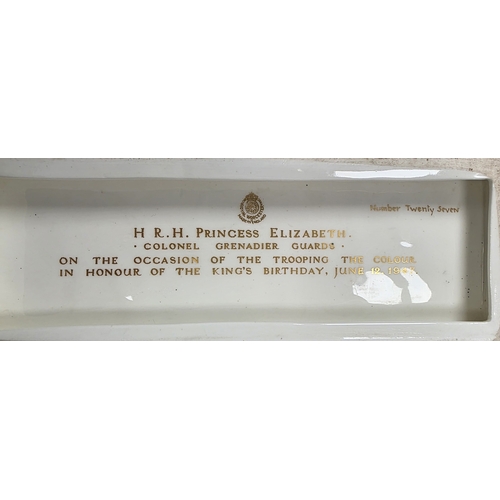 Number Twenty Seven
H R.H. PRINCESS ELIZABETH.
· COLONEL GRENADIER GUARDS ·
ON THE OCCASION OF THE TROOPING THE COLOUR
IN HONOUR OF THE KING'S BIRTHDAY, JUNE 12,